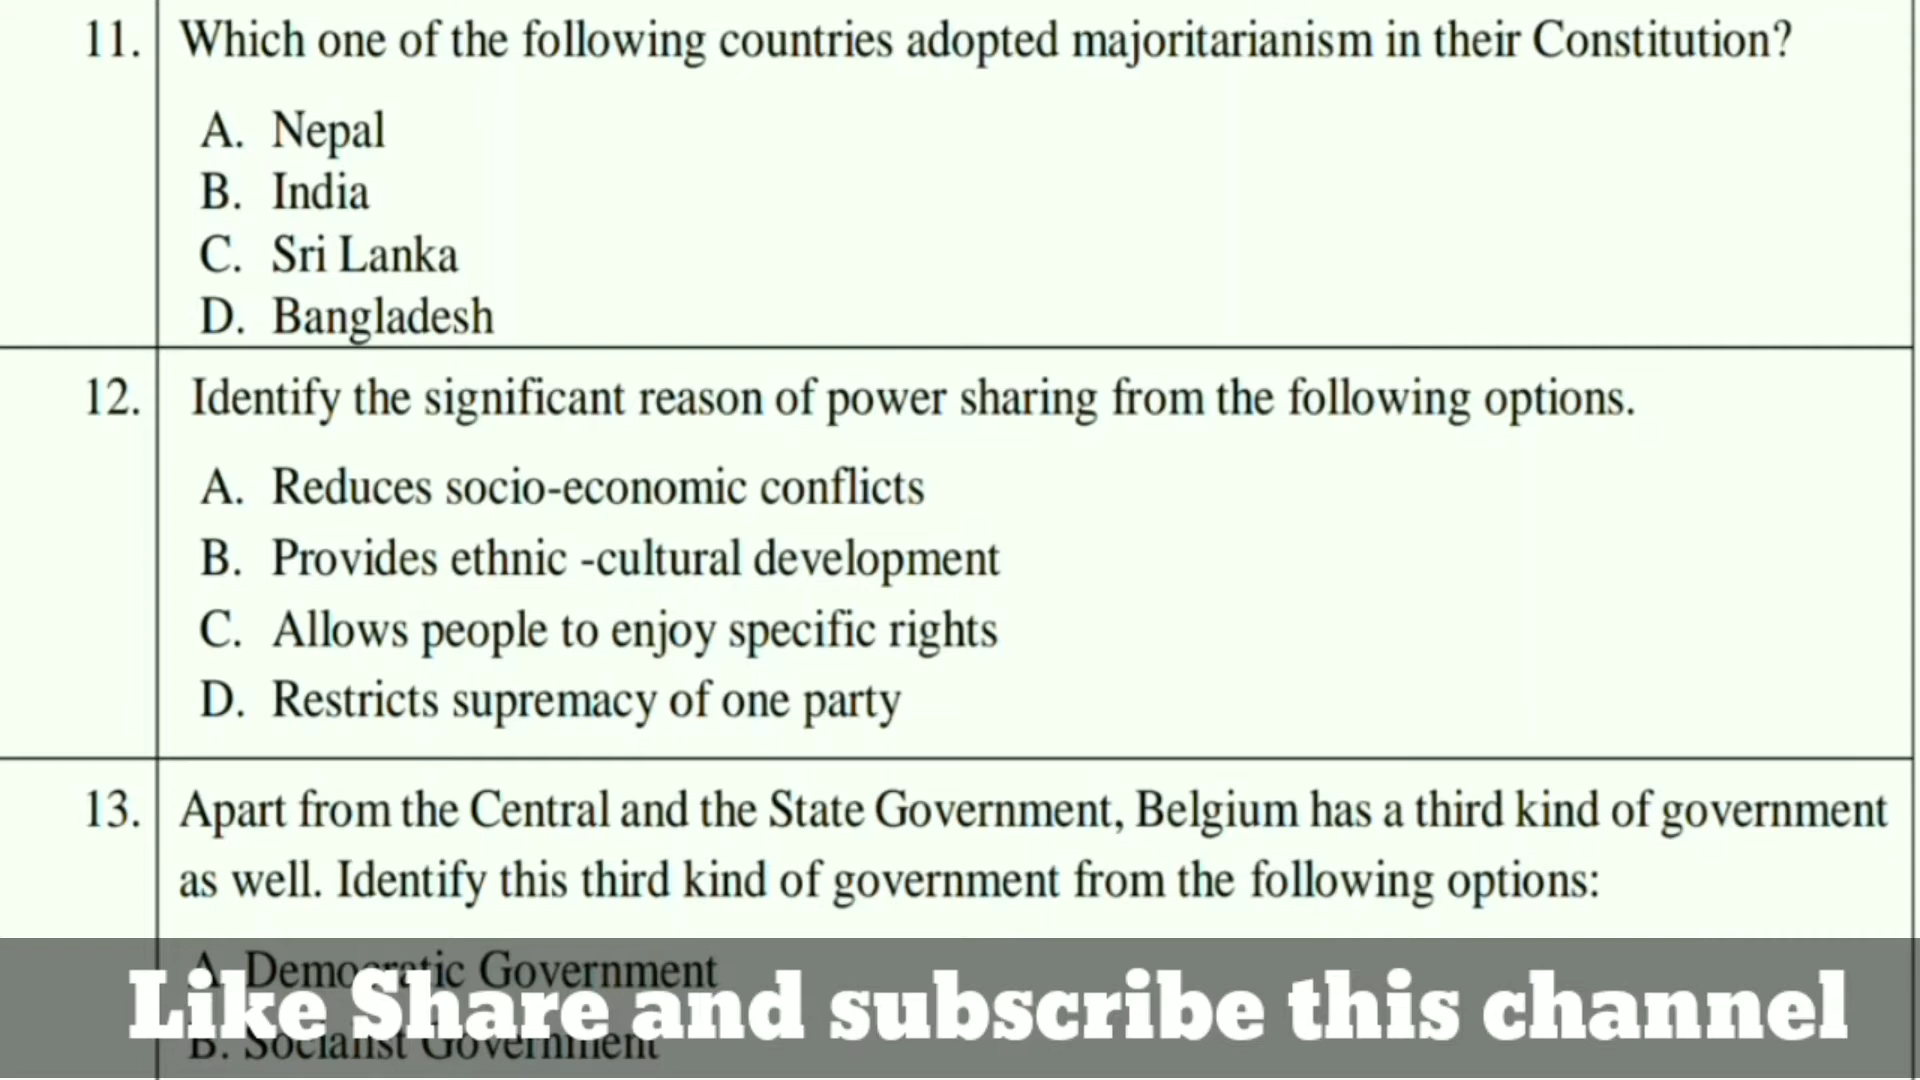 11. Which one of the following countries adopted majoritarianism in their Constitution?
A. Nepal
B. India
C. Sri Lanka
D. Bangladesh
12. Identify the significant reason of power sharing from the following options.
A. Reduces socio-economic conflicts
B. Provides ethnic -cultural development
C. Allows people to enjoy specific rights
D. Restricts supremacy of one party
13. Apart from the Central and the State Government, Belgium has a third kind of government
as well. Identify this third kind of government from the following options:
A. Democratic Government
Like Share and subscribe this channel
B. Socialist Government